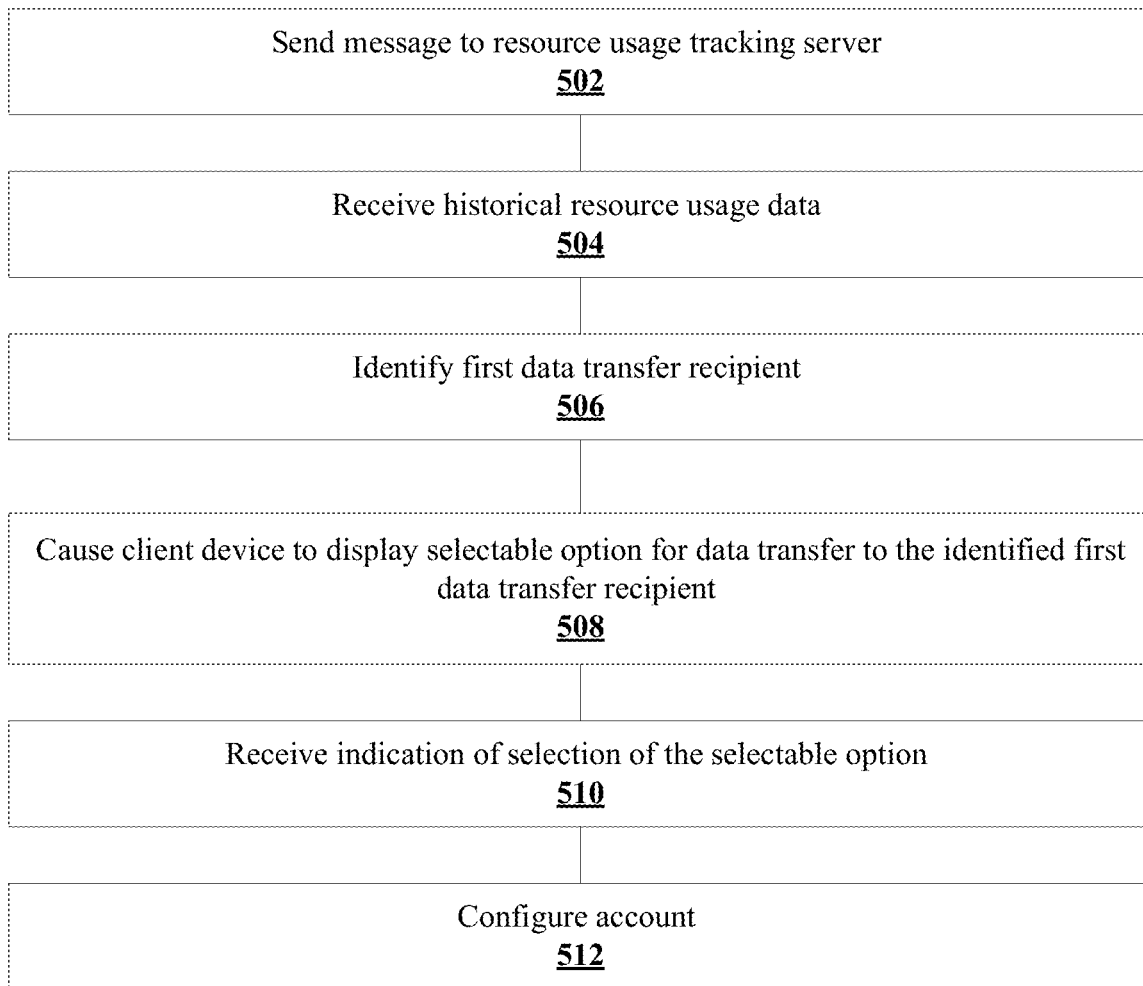 Send message to resource usage tracking server
502
Receive historical resource usage data
504
Identify first data transfer recipient
506
Cause client device to display selectable option for data transfer to the identified first
data transfer recipient
508
Receive indication of selection of the selectable option
510
Configure account
512